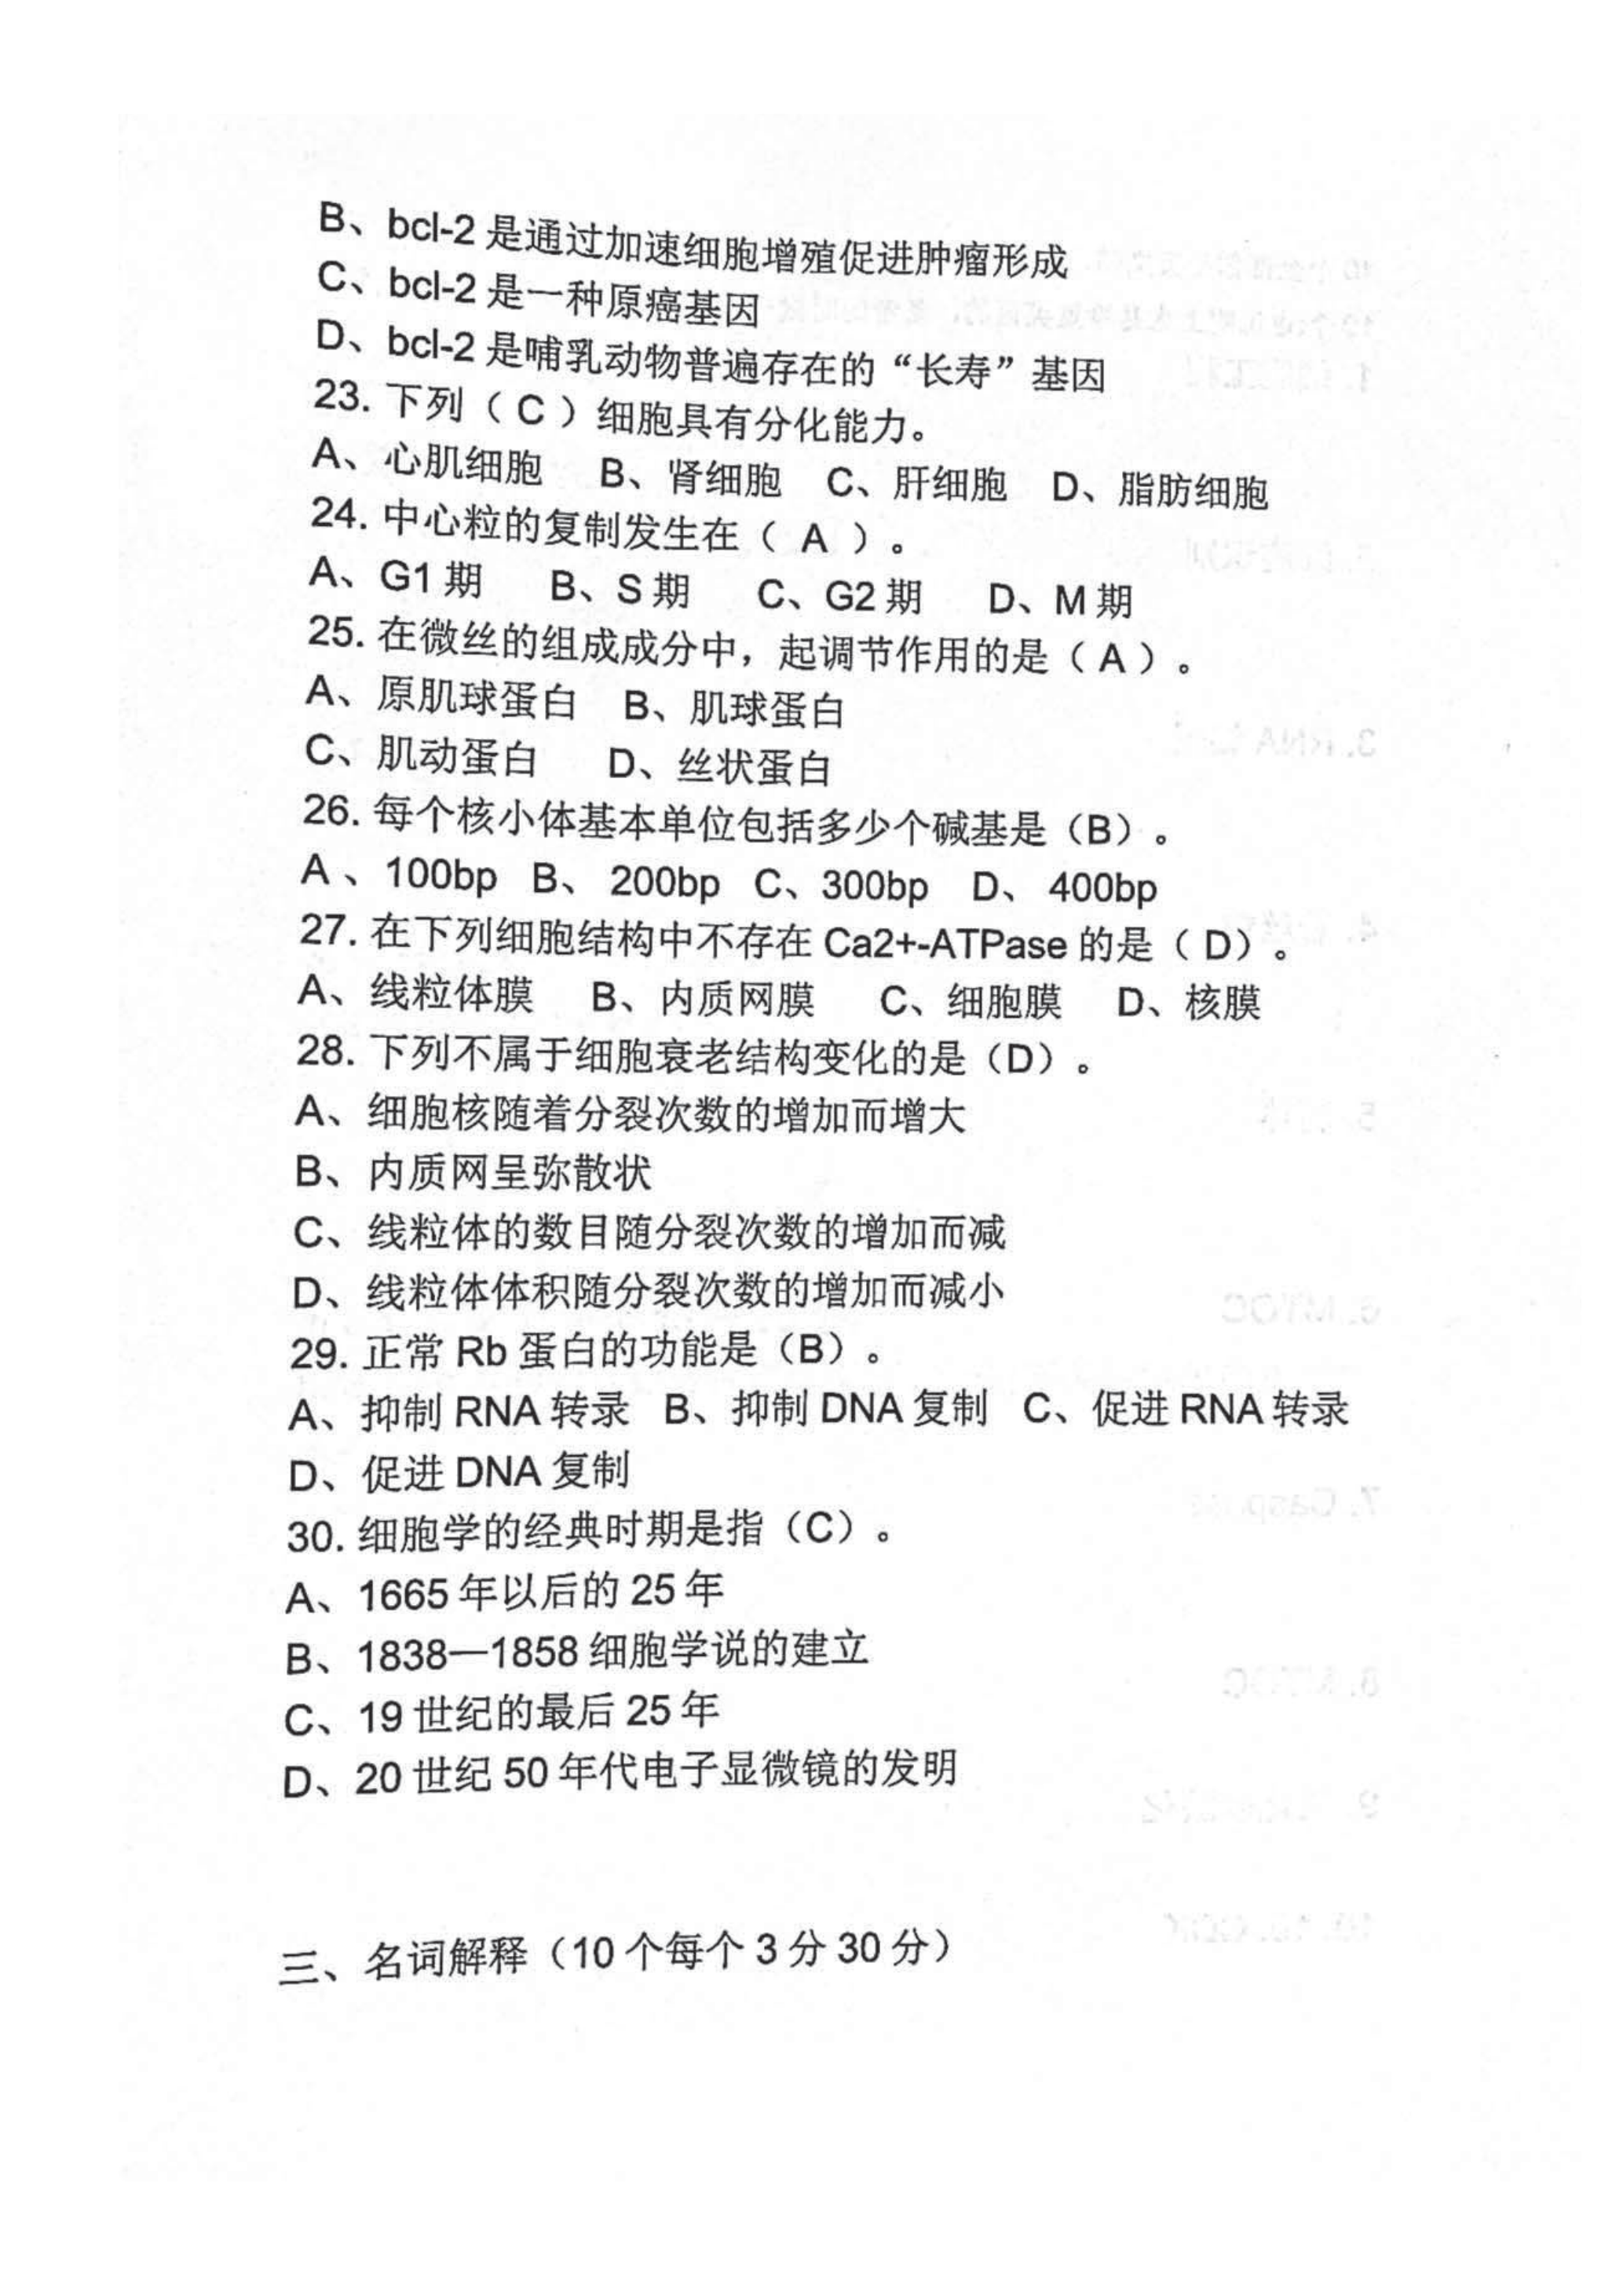 B、bcl-2 是通过加速细胞增殖促进肿瘤形成
C、bcl-2 是一种原癌基因
D、bcl-2 是哺乳动物普遍存在的“长寿”基因
23. 下列（ C ）细胞具有分化能力。
A、心肌细胞 B、肾细胞 C、肝细胞 D、脂肪细胞
24. 中心粒的复制发生在（ A ）。
A、G1 期 B、S 期 C、G2 期 D、M 期
25. 在微丝的组成成分中，起调节作用的是（ A ）。
A、原肌球蛋白 B、肌球蛋白
C、肌动蛋白 D、丝状蛋白
26. 每个核小体基本单位包括多少个碱基是（B）。
A 、100bp B、 200bp C、300bp D、 400bp
27. 在下列细胞结构中不存在 Ca2+-ATPase 的是（ D）。
A、线粒体膜 B、内质网膜 C、细胞膜 D、核膜
28. 下列不属于细胞衰老结构变化的是（D）。
A、细胞核随着分裂次数的增加而增大
B、内质网呈弥散状
C、线粒体的数目随分裂次数的增加而减
D、线粒体体积随分裂次数的增加而减小
29. 正常 Rb 蛋白的功能是（B）。
A、抑制 RNA 转录 B、抑制 DNA 复制 C、促进 RNA 转录
D、促进 DNA 复制
30. 细胞学的经典时期是指（C）。
A、1665 年以后的 25 年
B、1838—1858 细胞学说的建立
C、19 世纪的最后 25 年
D、20 世纪 50 年代电子显微镜的发明
三、名词解释（10 个每个 3 分 30 分）